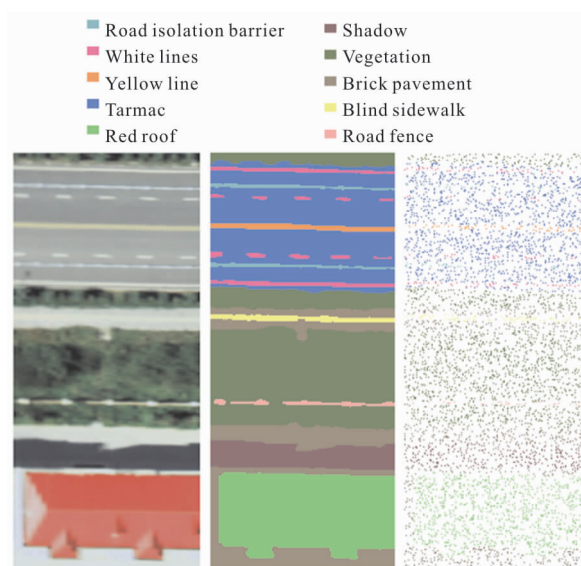 Road isolation barrier
White lines
Yellow line
Tarmac
Red roof
Shadow
Vegetation
Brick pavement
Blind sidewalk
Road fence